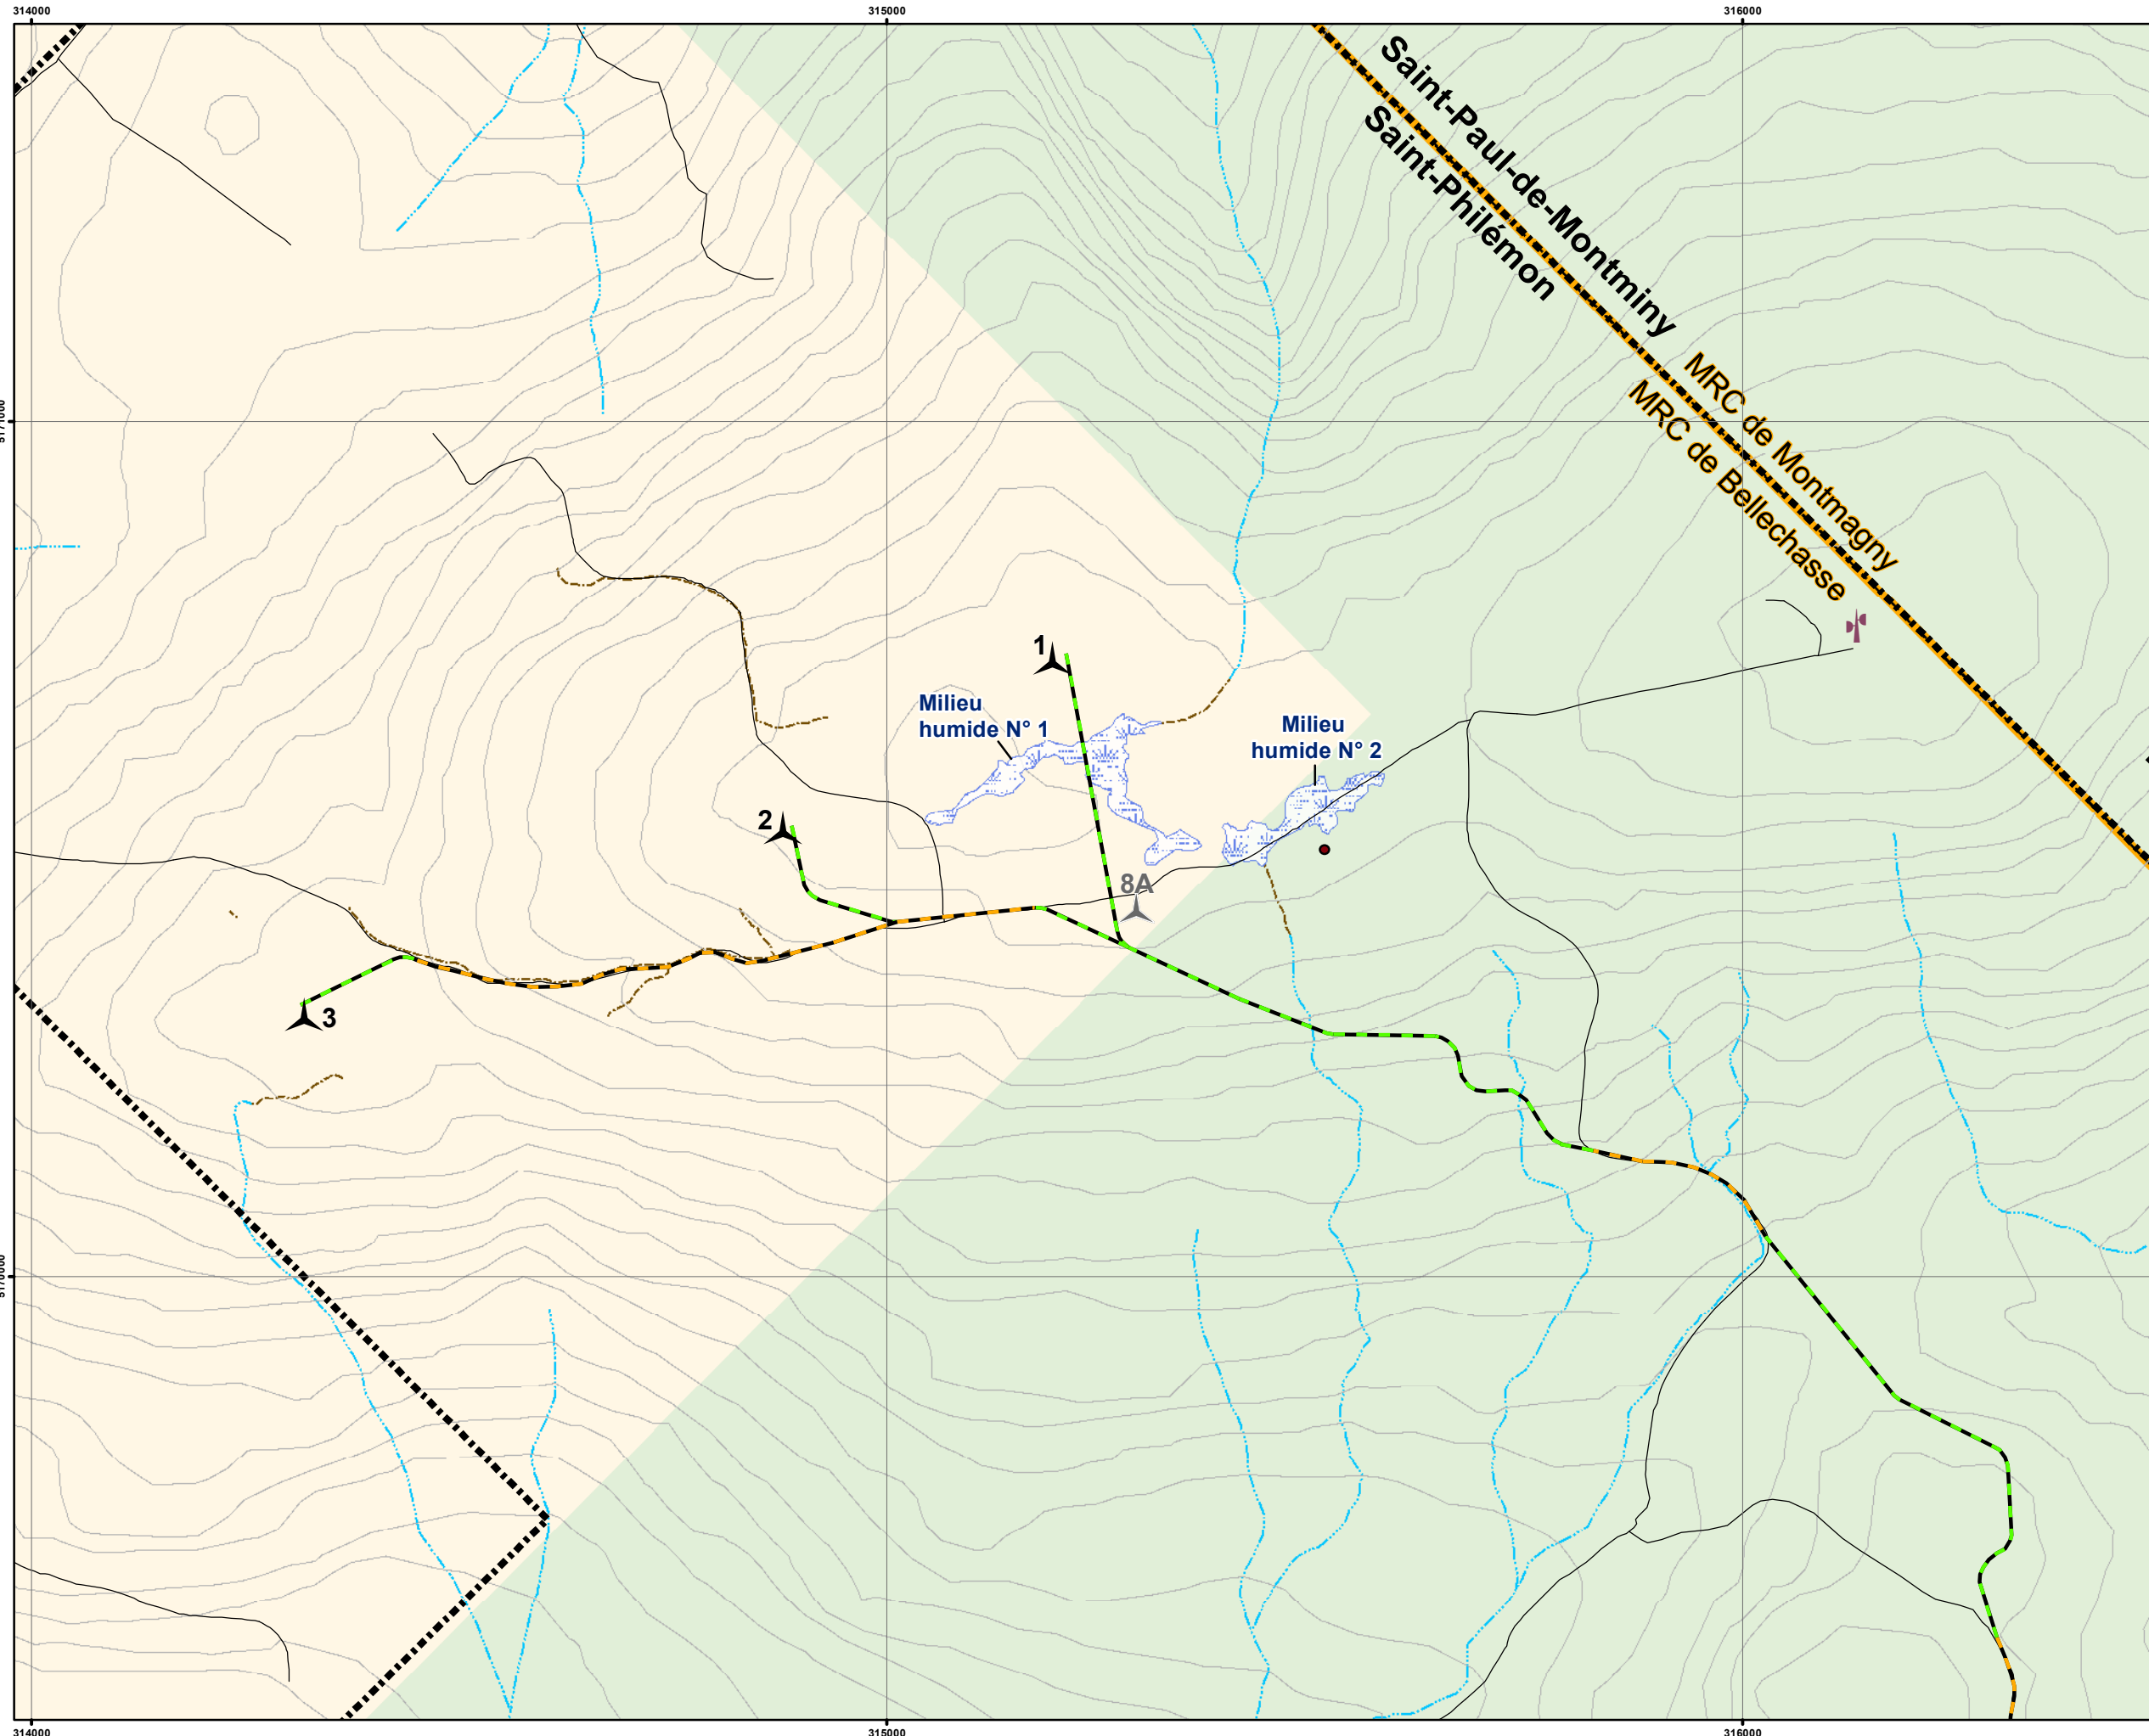 314000
315000
316000
Saint-Paul-de-Montminy
Saint-Philémon
MRC de Montmagny
MRC de Bellechasse
1
Milieu
humide N° 1
Milieu
humide N° 2
2
8A
3
314000
315000
316000